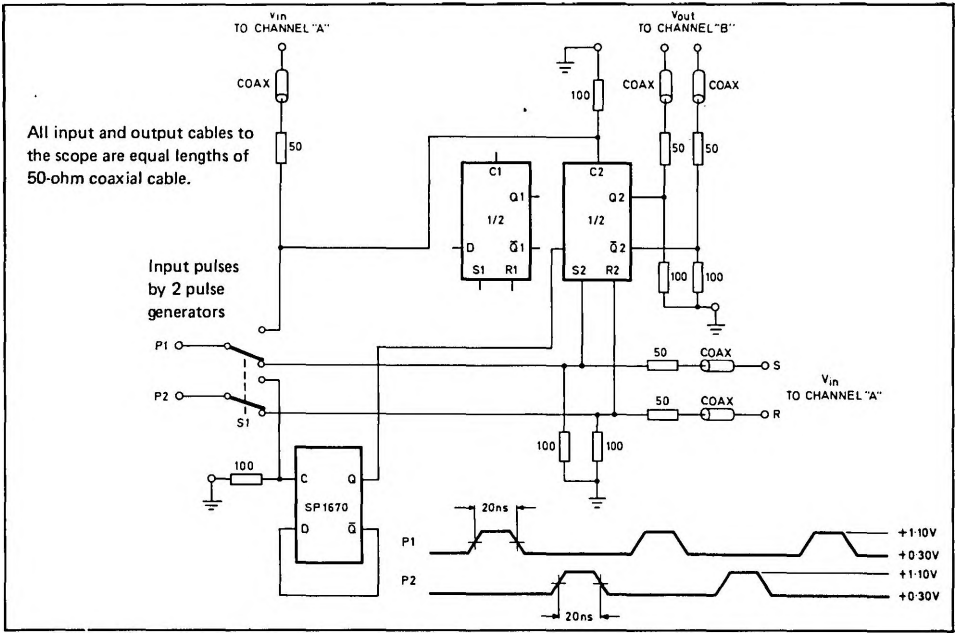 Vin
TO CHANNEL "A"
Vout
TO CHANNEL "B"
COAX
COAX
COAX
100
50
50
50
All input and output cables to
the scope are equal lengths of
50-ohm coaxial cable.
C1
Q1
1/2
D
Q̅1
S1 R1
C2
Q2
1/2
Q̅2
S2 R2
100
100
Input pulses
by 2 pulse
generators
P1
P2
S1
50
COAX
S
50
COAX
R
Vin
TO CHANNEL "A"
100
100
100
C Q
SP1670
D Q̅
20ns
P1
+1·10V
+0·30V
P2
+1·10V
+0·30V
20ns